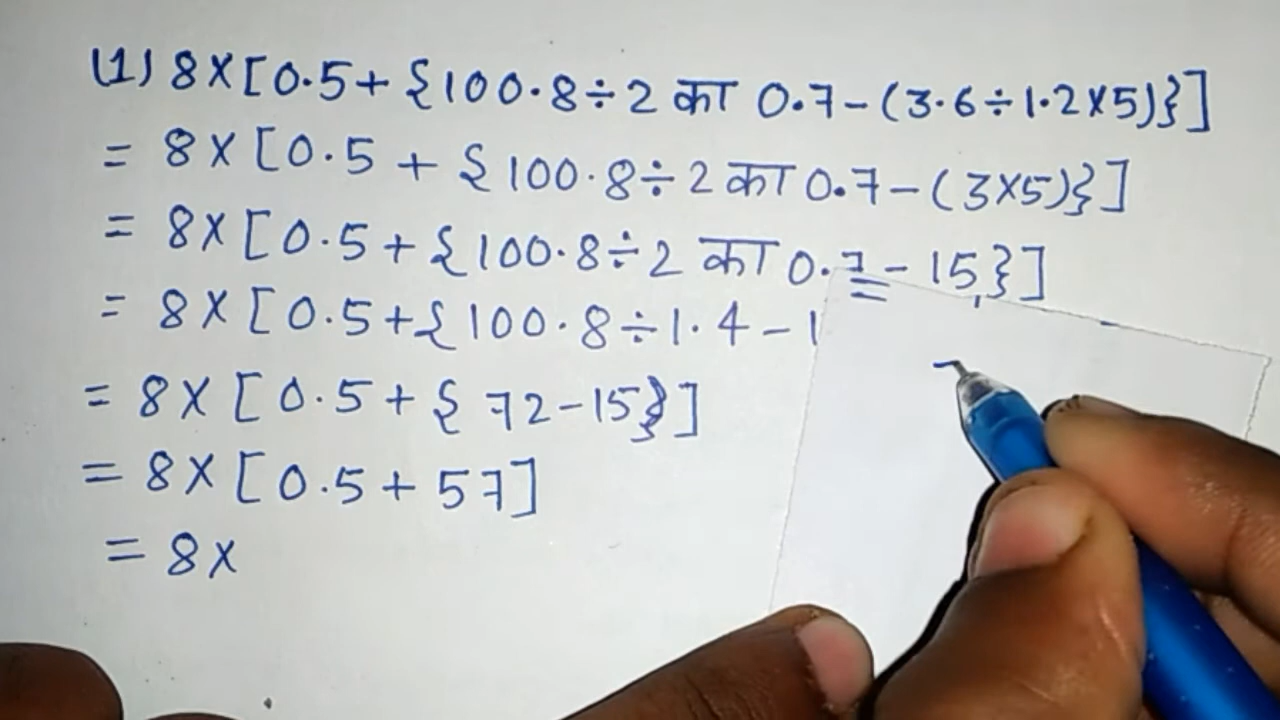 (1) 8×[0.5+{100.8÷2 का 0.7-(3.6÷1.2×5)}]
= 8×[0.5+{100.8÷2 का 0.7-(3×5)}]
= 8×[0.5+{100.8÷2 का 0.7-15}]
= 8×[0.5+{100.8÷1.4-1
= 8×[0.5+{72-15}]
= 8×[0.5+57]
= 8×